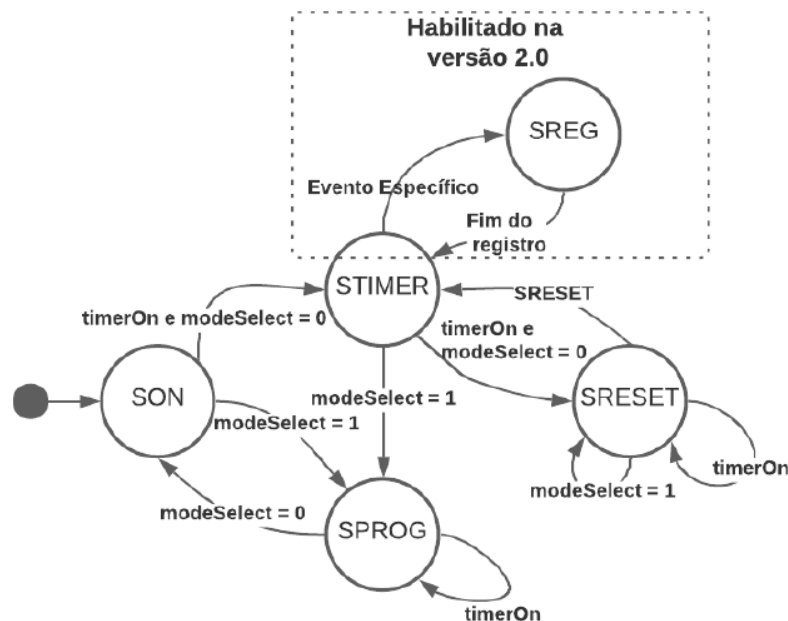 Habilitado na
versão 2.0
SREG
Evento Específico
Fim do
registro
STIMER
SRESET
timerOn e modeSelect = 0
timerOn e
modeSelect = 0
SON
modeSelect = 1
modeSelect = 1
SRESET
timerOn
modeSelect = 1
modeSelect = 0
SPROG
timerOn